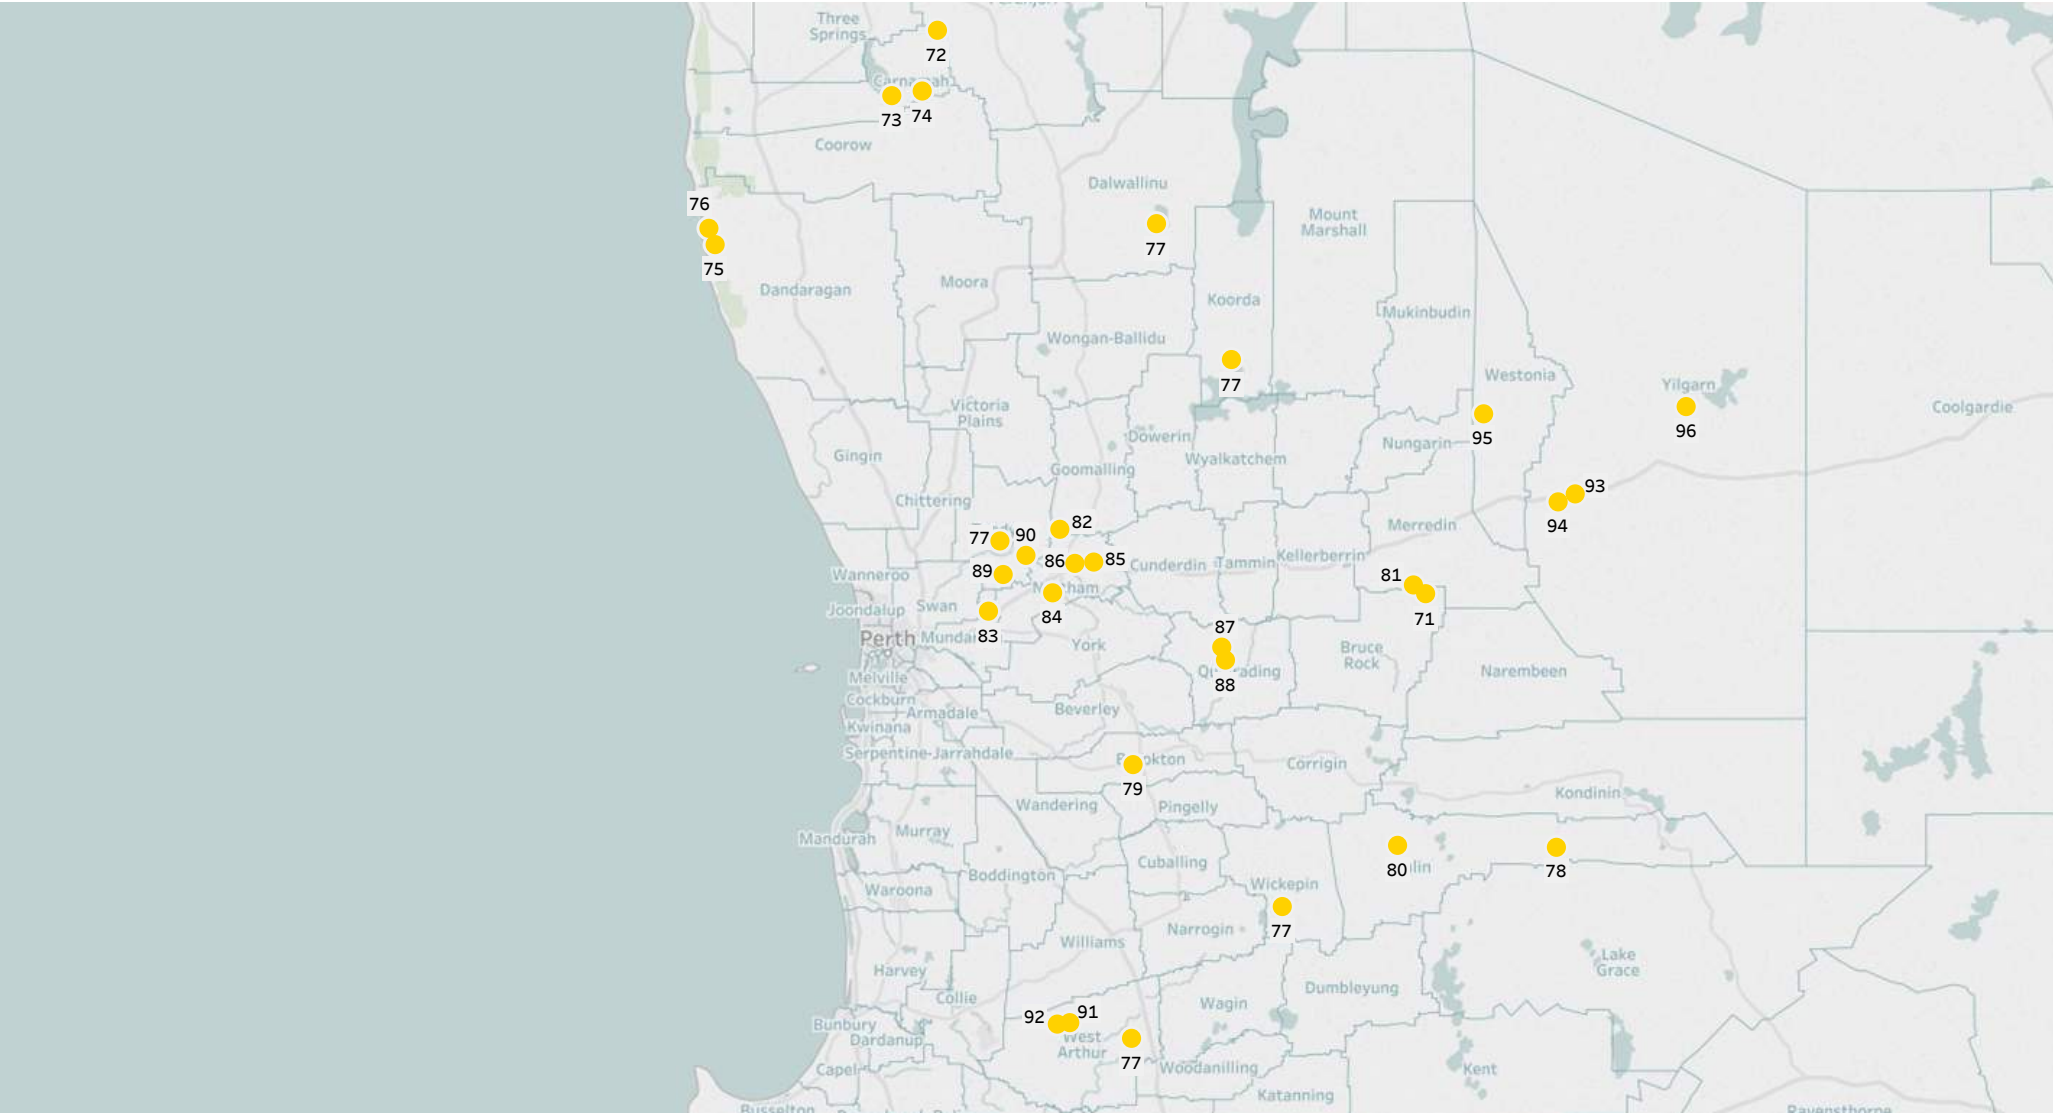 Three
Springs
72
73
74
Coorow
Dalwallinu
76
75
77
Mount
Marshall
Dandaragan
Moora
Koorda
Mukinbudin
Wongan-Ballidu
77
Westonia
Yilgarn
96
Coolgardie
Victoria
Plains
95
Nungarin
Dowerin
Wyalkatchem
Gingin
Goomalling
Chittering
93
94
Merredin
82
77
90
86
85
Cunderdin
Tammin
Kellerberrin
89
Wanneroo
81
71
Joondalup
Swan
84
83
87
Perth
York
Bruce
Rock
Narembeen
88
Melville
Cockburn
Armadale
Beverley
Kwinana
Serpentine-Jarrahdale
79
Corrigin
Wandering
Pingelly
Kondinin
Mandurah
Murray
Cuballing
80
78
Boddington
Waroona
Wickepin
Narrogin
77
Williams
Lake
Grace
Harvey
Collie
Dumbleyung
Wagin
92
91
Bunbury
Dardanup
West
Arthur
77
Capel
Woodanilling
Kent
Katanning
Busselton
Ravensthorpe